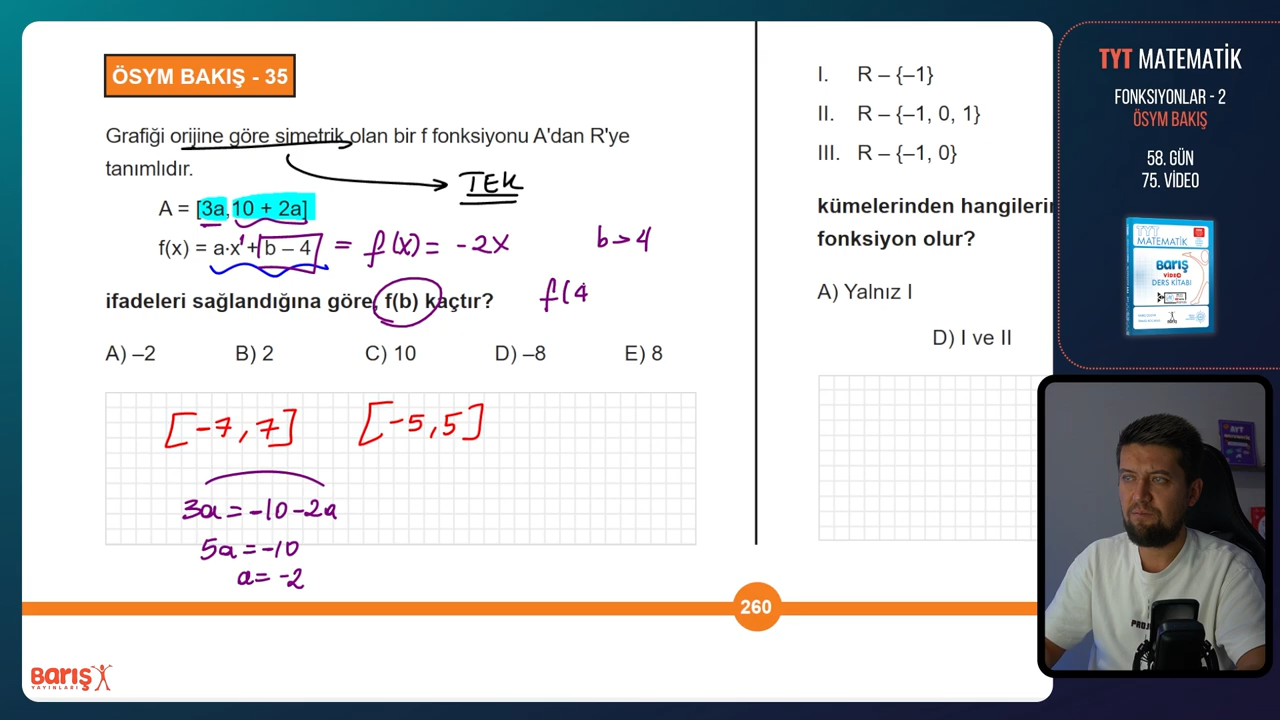 ÖSYM BAKIŞ - 35
Grafiği orijine göre simetrik olan bir f fonksiyonu A'dan R'ye
tanımlıdır.
TEK
A = [3a, 10 + 2a]
f(x) = a·x¹ + b – 4 = f(x) = -2x
b → 4
ifadeleri sağlandığına göre, f(b) kaçtır?
f(4
A) –2 B) 2 C) 10 D) –8 E) 8
[-7, 7] [-5, 5]
3a = -10 - 2a
5a = -10
a = -2
I. R – {–1}
II. R – {–1, 0, 1}
III. R – {–1, 0}
kümelerinden hangileri
fonksiyon olur?
A) Yalnız I
D) I ve II
260
Barış
YAYINLARI
TYT MATEMATİK
FONKSIYONLAR - 2
ÖSYM BAKIŞ
58. GÜN
75. VİDEO
TYT
MATEMATİK
Barış
VİDEO
DERS KİTABI